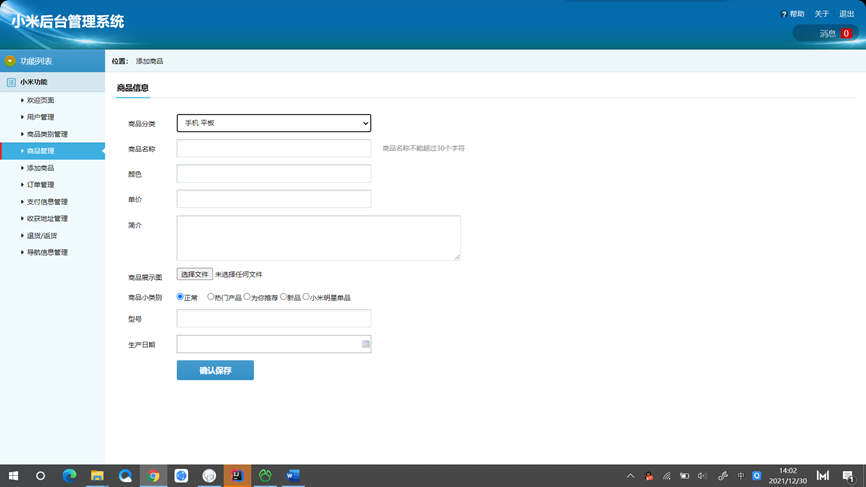 小米后台管理系统
帮助 关于 退出
消息 0
功能列表
位置： 添加商品
小米功能
商品信息
欢迎页面
用户管理
商品类别管理
商品管理
添加商品
订单管理
支付信息管理
收获地址管理
退货/返货
导航信息管理
商品分类 手机 平板
商品名称 商品名称不能超过30个字符
颜色
单价
简介
商品展示面 选择文件 未选择任何文件
商品小类别 正常 热门产品 为你推荐 新品 小米明星单品
型号
生产日期
确认保存
中
14:02
2021/12/30